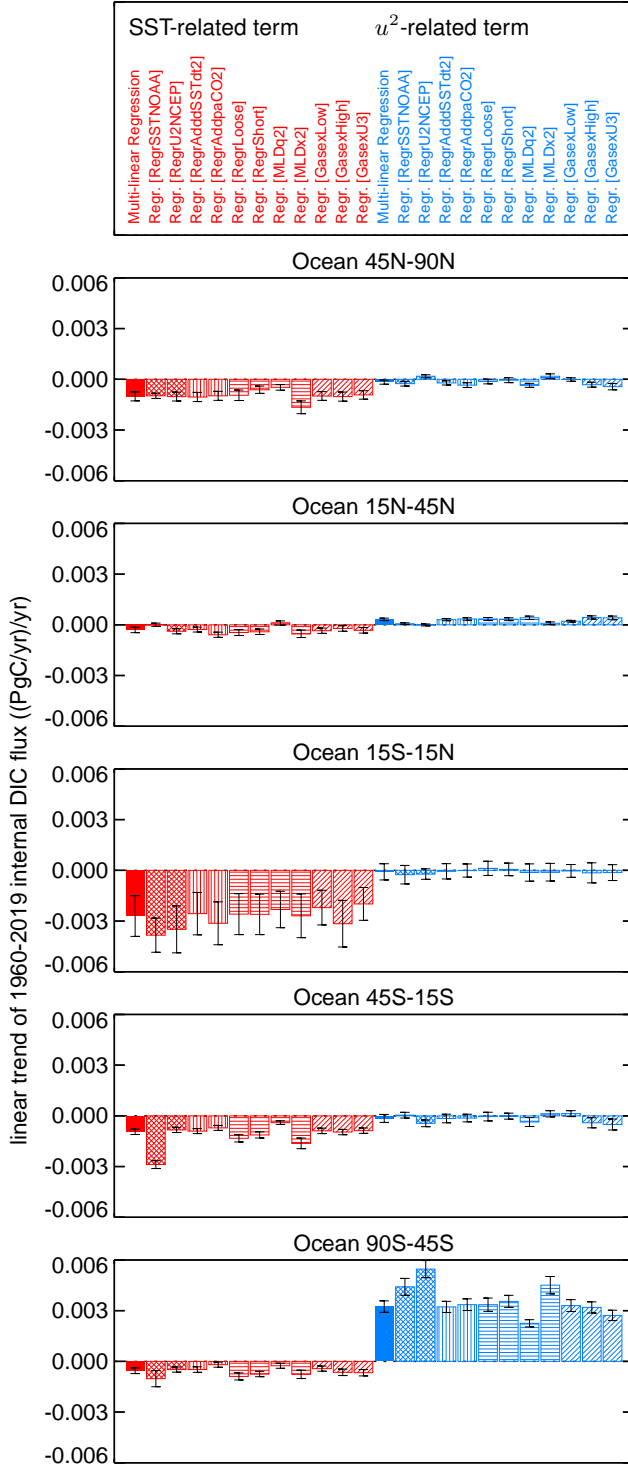 SST-related term
u²-related term
Multi-linear Regression
Regr. [RegrSSTNOAA]
Regr. [RegrU2NCEP]
Regr. [RegrAdddSSTdt2]
Regr. [RegrAddpaCO2]
Regr. [RegrLoose]
Regr. [RegrShort]
Regr. [MLDq2]
Regr. [MLDx2]
Regr. [GasexLow]
Regr. [GasexHigh]
Regr. [GasexU3]
Multi-linear Regression
Regr. [RegrSSTNOAA]
Regr. [RegrU2NCEP]
Regr. [RegrAdddSSTdt2]
Regr. [RegrAddpaCO2]
Regr. [RegrLoose]
Regr. [RegrShort]
Regr. [MLDq2]
Regr. [MLDx2]
Regr. [GasexLow]
Regr. [GasexHigh]
Regr. [GasexU3]
linear trend of 1960-2019 internal DIC flux ((PgC/yr)/yr)
Ocean 45N-90N
0.006
0.003
0.000
-0.003
-0.006
Ocean 15N-45N
0.006
0.003
0.000
-0.003
-0.006
Ocean 15S-15N
0.006
0.003
0.000
-0.003
-0.006
Ocean 45S-15S
0.006
0.003
0.000
-0.003
-0.006
Ocean 90S-45S
0.006
0.003
0.000
-0.003
-0.006